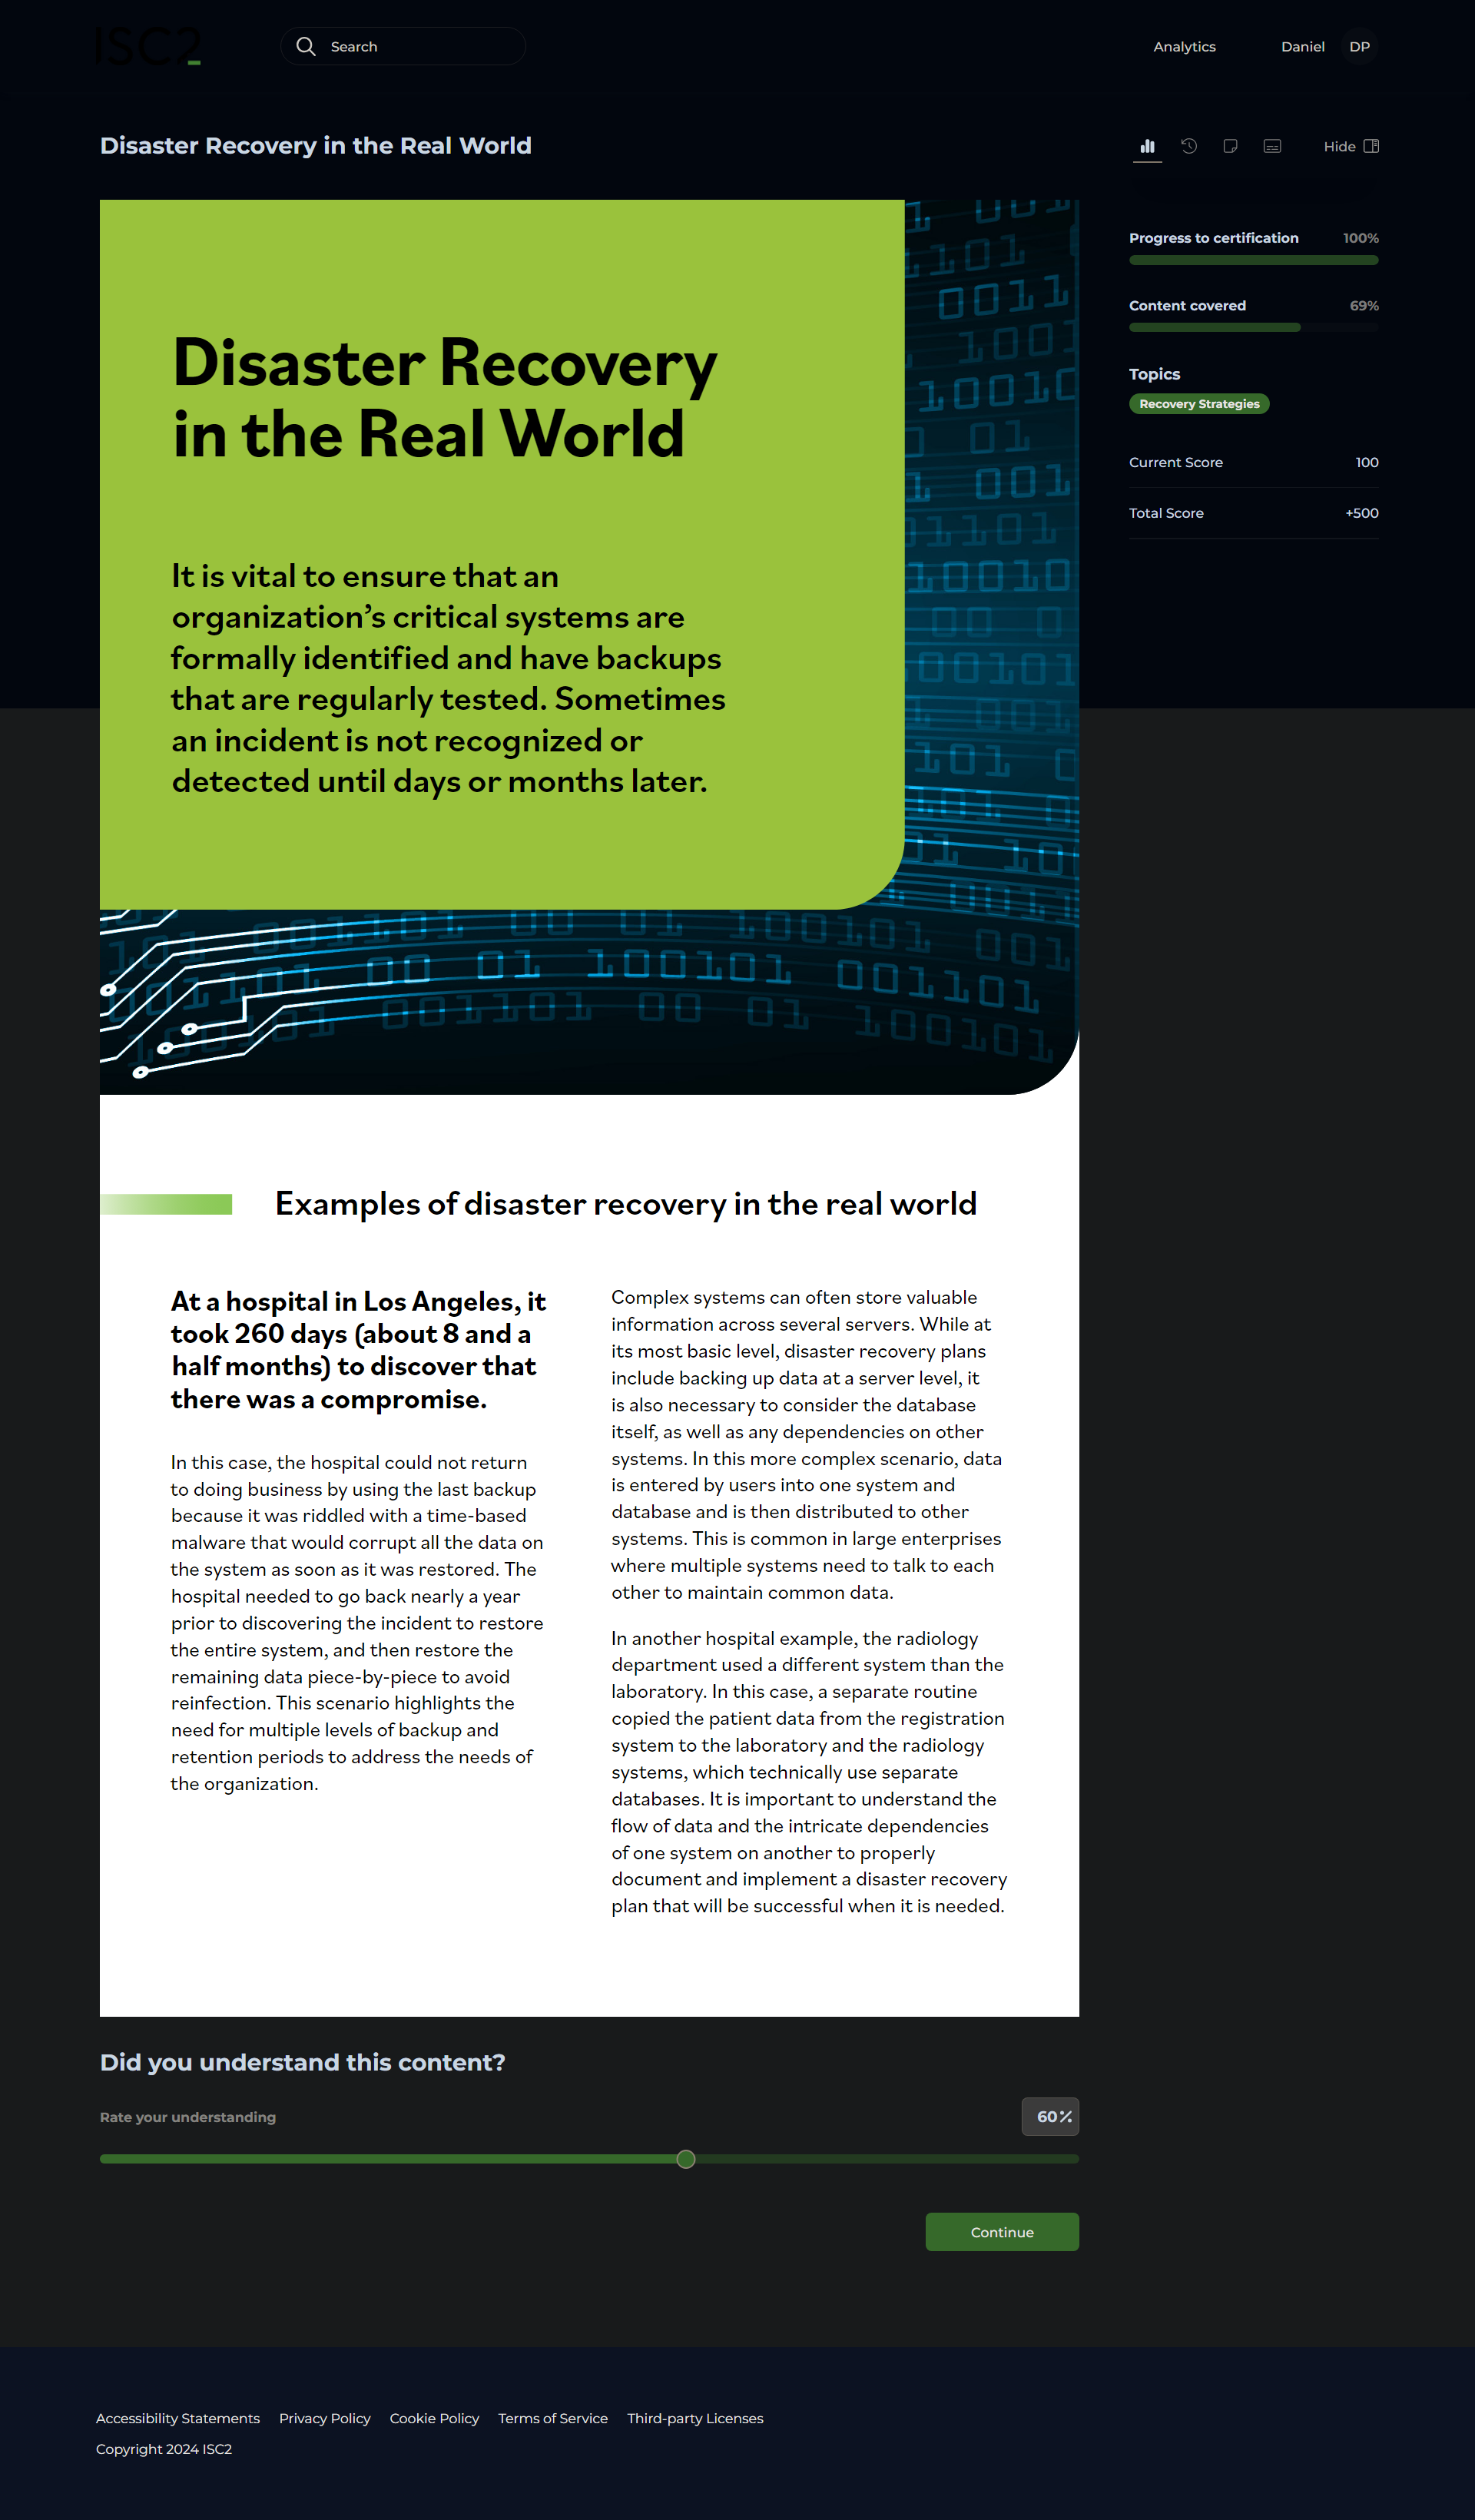 ISC2
Search
Analytics
Daniel
DP
Disaster Recovery in the Real World
Hide
Disaster Recovery
in the Real World
It is vital to ensure that an
organization’s critical systems are
formally identified and have backups
that are regularly tested. Sometimes
an incident is not recognized or
detected until days or months later.
Progress to certification 100%
Content covered 69%
Topics
Recovery Strategies
Current Score 100
Total Score +500
Examples of disaster recovery in the real world
At a hospital in Los Angeles, it
took 260 days (about 8 and a
half months) to discover that
there was a compromise.
In this case, the hospital could not return
to doing business by using the last backup
because it was riddled with a time-based
malware that would corrupt all the data on
the system as soon as it was restored. The
hospital needed to go back nearly a year
prior to discovering the incident to restore
the entire system, and then restore the
remaining data piece-by-piece to avoid
reinfection. This scenario highlights the
need for multiple levels of backup and
retention periods to address the needs of
the organization.
Complex systems can often store valuable
information across several servers. While at
its most basic level, disaster recovery plans
include backing up data at a server level, it
is also necessary to consider the database
itself, as well as any dependencies on other
systems. In this more complex scenario, data
is entered by users into one system and
database and is then distributed to other
systems. This is common in large enterprises
where multiple systems need to talk to each
other to maintain common data.
In another hospital example, the radiology
department used a different system than the
laboratory. In this case, a separate routine
copied the patient data from the registration
system to the laboratory and the radiology
systems, which technically use separate
databases. It is important to understand the
flow of data and the intricate dependencies
of one system on another to properly
document and implement a disaster recovery
plan that will be successful when it is needed.
Did you understand this content?
Rate your understanding
60%
Continue
Accessibility Statements Privacy Policy Cookie Policy Terms of Service Third-party Licenses
Copyright 2024 ISC2